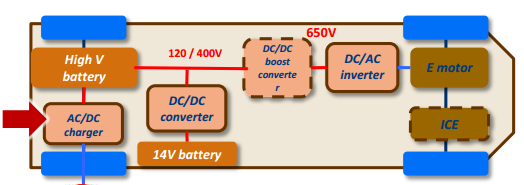 650V
High V
battery
120 / 400V
DC/DC
boost
converte
r
DC/AC
inverter
E motor
AC/DC
charger
DC/DC
converter
ICE
14V battery